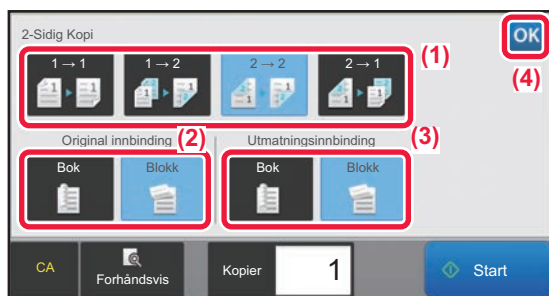 2-Sidig Kopi
OK
(1)
(4)
1 → 1
1 → 2
2 → 2
2 → 1
Original innbinding
(2)
Utmatningsinnbinding
(3)
Bok
Blokk
Bok
Blokk
CA
Forhåndsvis
Kopier
1
Start